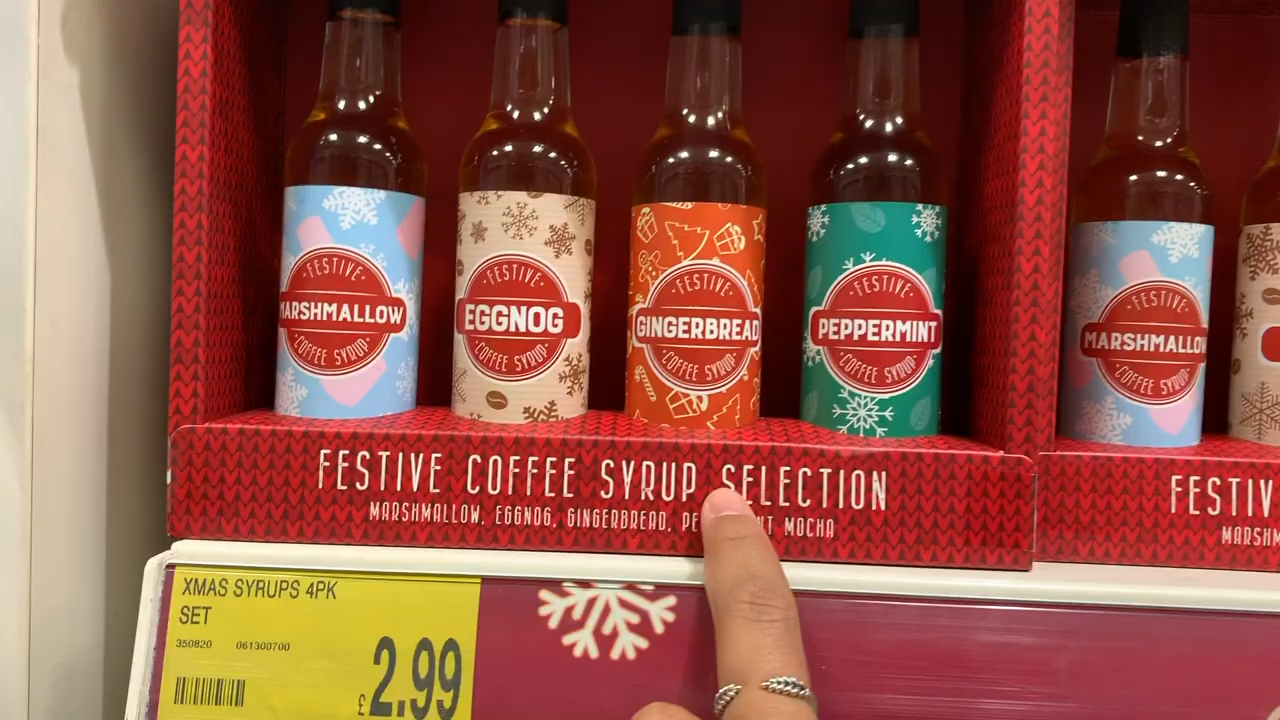 FESTIVE
MARSHMALLOW
COFFEE SYRUP
FESTIVE
EGGNOG
COFFEE SYRUP
FESTIVE
GINGERBREAD
COFFEE SYRUP
FESTIVE
PEPPERMINT
COFFEE SYRUP
FESTIVE
MARSHMALLOW
COFFEE SYRUP
FESTIVE COFFEE SYRUP SELECTION
MARSHMALLOW, EGGNOG, GINGERBREAD, MOCHA
FESTIV
MARSHM
XMAS SYRUPS 4PK
SET
350820 061300700
£2.99